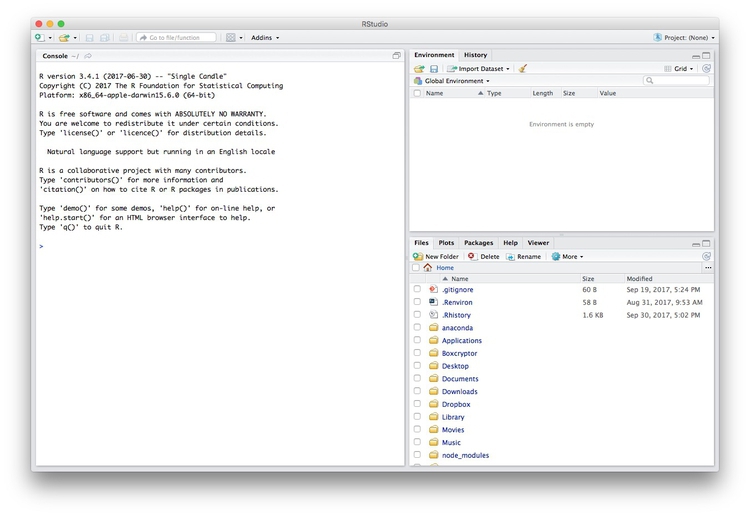 RStudio
Go to file/function
Addins
Project: (None)
Console ~/
R version 3.4.1 (2017-06-30) -- "Single Candle"
Copyright (C) 2017 The R Foundation for Statistical Computing
Platform: x86_64-apple-darwin15.6.0 (64-bit)
R is free software and comes with ABSOLUTELY NO WARRANTY.
You are welcome to redistribute it under certain conditions.
Type 'license()' or 'licence()' for distribution details.
Natural language support but running in an English locale
R is a collaborative project with many contributors.
Type 'contributors()' for more information and
'citation()' on how to cite R or R packages in publications.
Type 'demo()' for some demos, 'help()' for on-line help, or
'help.start()' for an HTML browser interface to help.
Type 'q()' to quit R.
>
Environment History
Import Dataset Grid
Global Environment
Name Type Length Size Value
Environment is empty
Files Plots Packages Help Viewer
New Folder Delete Rename More
Home ...
Name Size Modified
.gitignore 60 B Sep 19, 2017, 5:24 PM
.Renviron 58 B Aug 31, 2017, 9:53 AM
.Rhistory 1.6 KB Sep 30, 2017, 5:02 PM
anaconda
Applications
Boxcryptor
Desktop
Documents
Downloads
Dropbox
Library
Movies
Music
node_modules